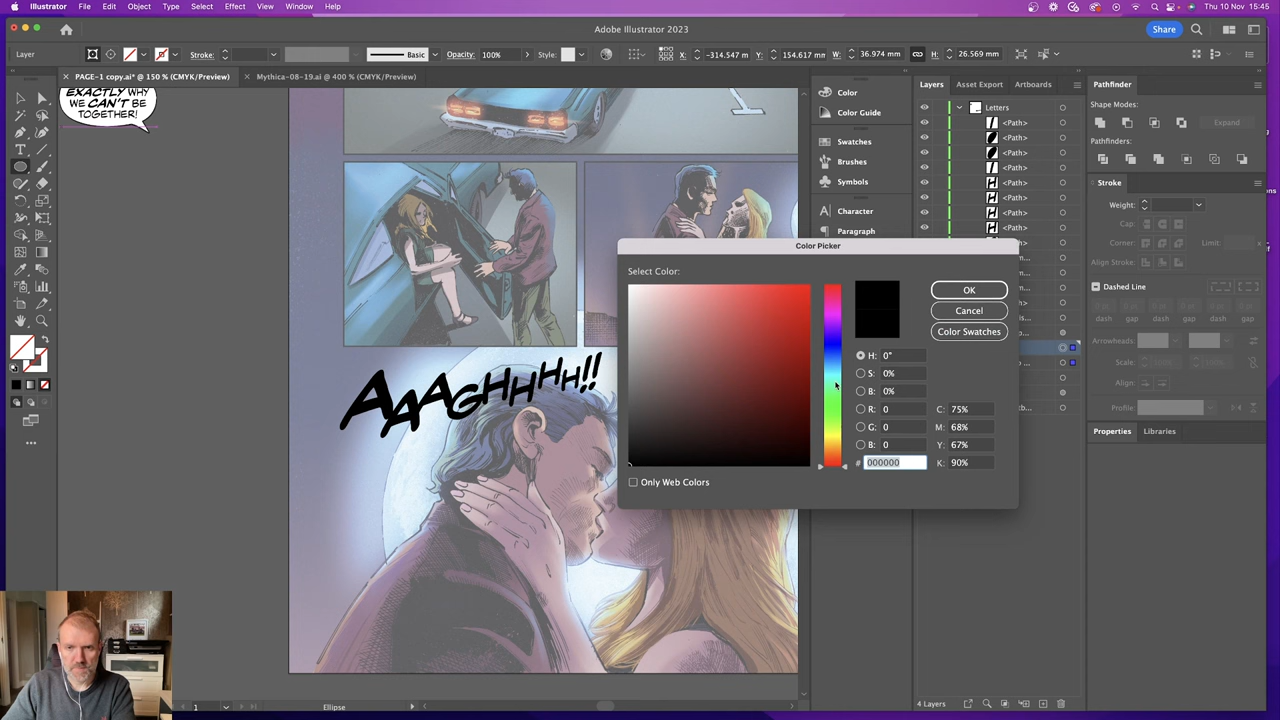 Illustrator File Edit Object Type Select Effect View Window Help
Thu 10 Nov 15:45
Adobe Illustrator 2023
Share
Layer
Stroke:
Basic
Opacity: 100%
Style:
X: -314.547 m
Y: 154.617 mm
W: 36.974 mm
H: 26.569 mm
PAGE-1 copy.ai* @ 150 % (CMYK/Preview)
Mythica-08-19.ai @ 400 % (CMYK/Preview)
EXACTLY WHY
WE CAN'T BE
TOGETHER!
AAAGHHHH!!
Color
Color Guide
Swatches
Brushes
Symbols
Character
Paragraph
Layers
Asset Export
Artboards
Letters
<Path>
<Path>
<Path>
<Path>
<Path>
<Path>
<Path>
<Path>
Pathfinder
Shape Modes:
Expand
Pathfinders:
Stroke
Weight:
Cap:
Corner:
Limit:
Align Stroke:
Dashed Line
dash
gap
dash
gap
dash
gap
Arrowheads:
Scale:
Align:
Profile:
Properties
Libraries
Color Picker
Select Color:
OK
Cancel
Color Swatches
H: 0°
S: 0%
B: 0%
R: 0
C: 75%
G: 0
M: 68%
B: 0
Y: 67%
# 000000
K: 90%
Only Web Colors
1
Ellipse
4 Layers